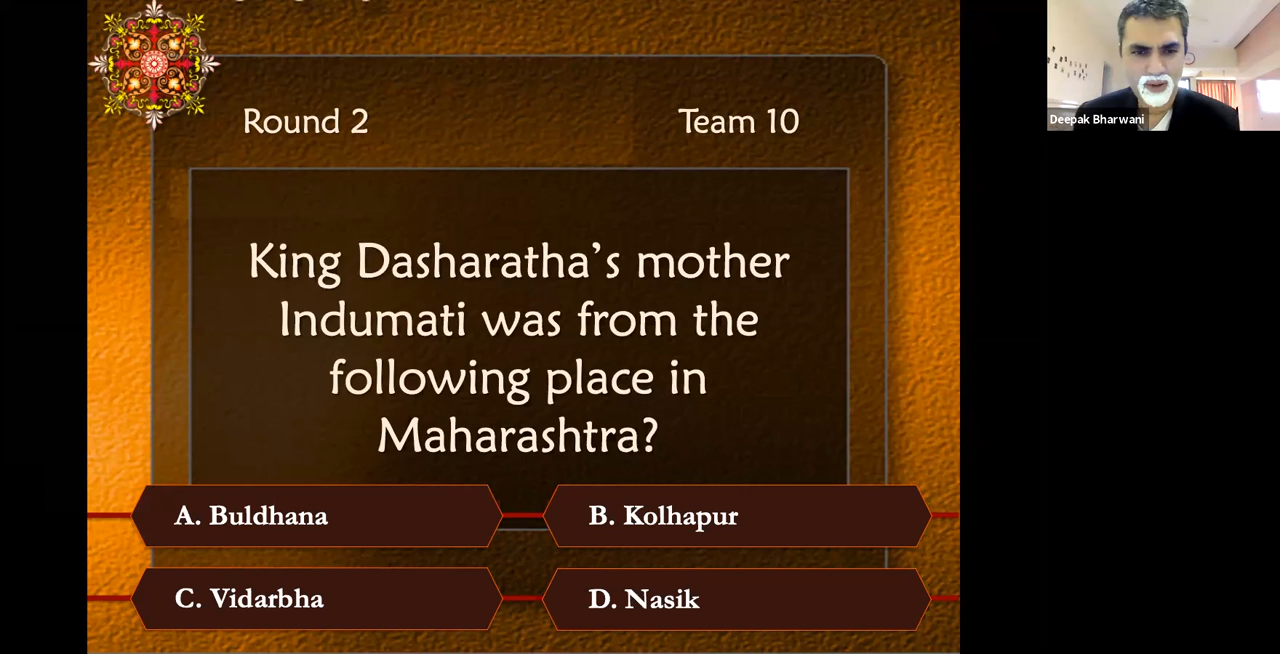 Round 2
Team 10
King Dasharatha’s mother
Indumati was from the
following place in
Maharashtra?
A. Buldhana
B. Kolhapur
C. Vidarbha
D. Nasik
Deepak Bharwani